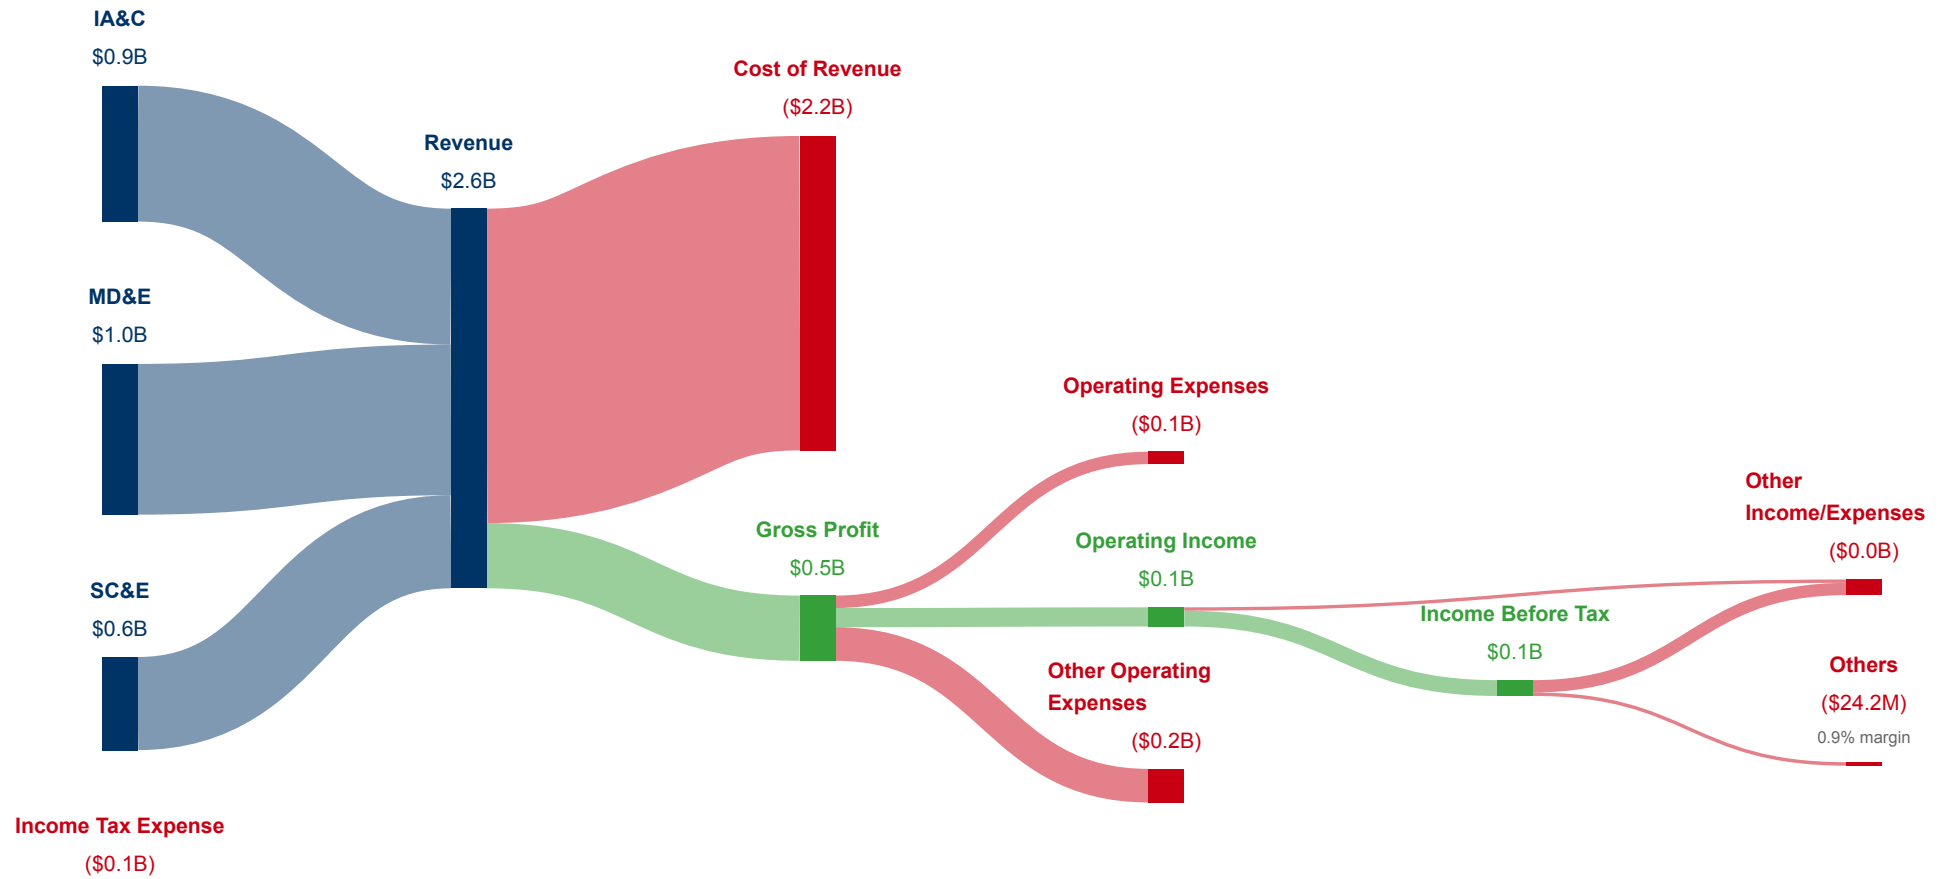 IA&C
$0.9B
MD&E
$1.0B
SC&E
$0.6B
Income Tax Expense
($0.1B)
Revenue
$2.6B
Cost of Revenue
($2.2B)
Gross Profit
$0.5B
Operating Expenses
($0.1B)
Operating Income
$0.1B
Other Operating
Expenses
($0.2B)
Income Before Tax
$0.1B
Other
Income/Expenses
($0.0B)
Others
($24.2M)
0.9% margin